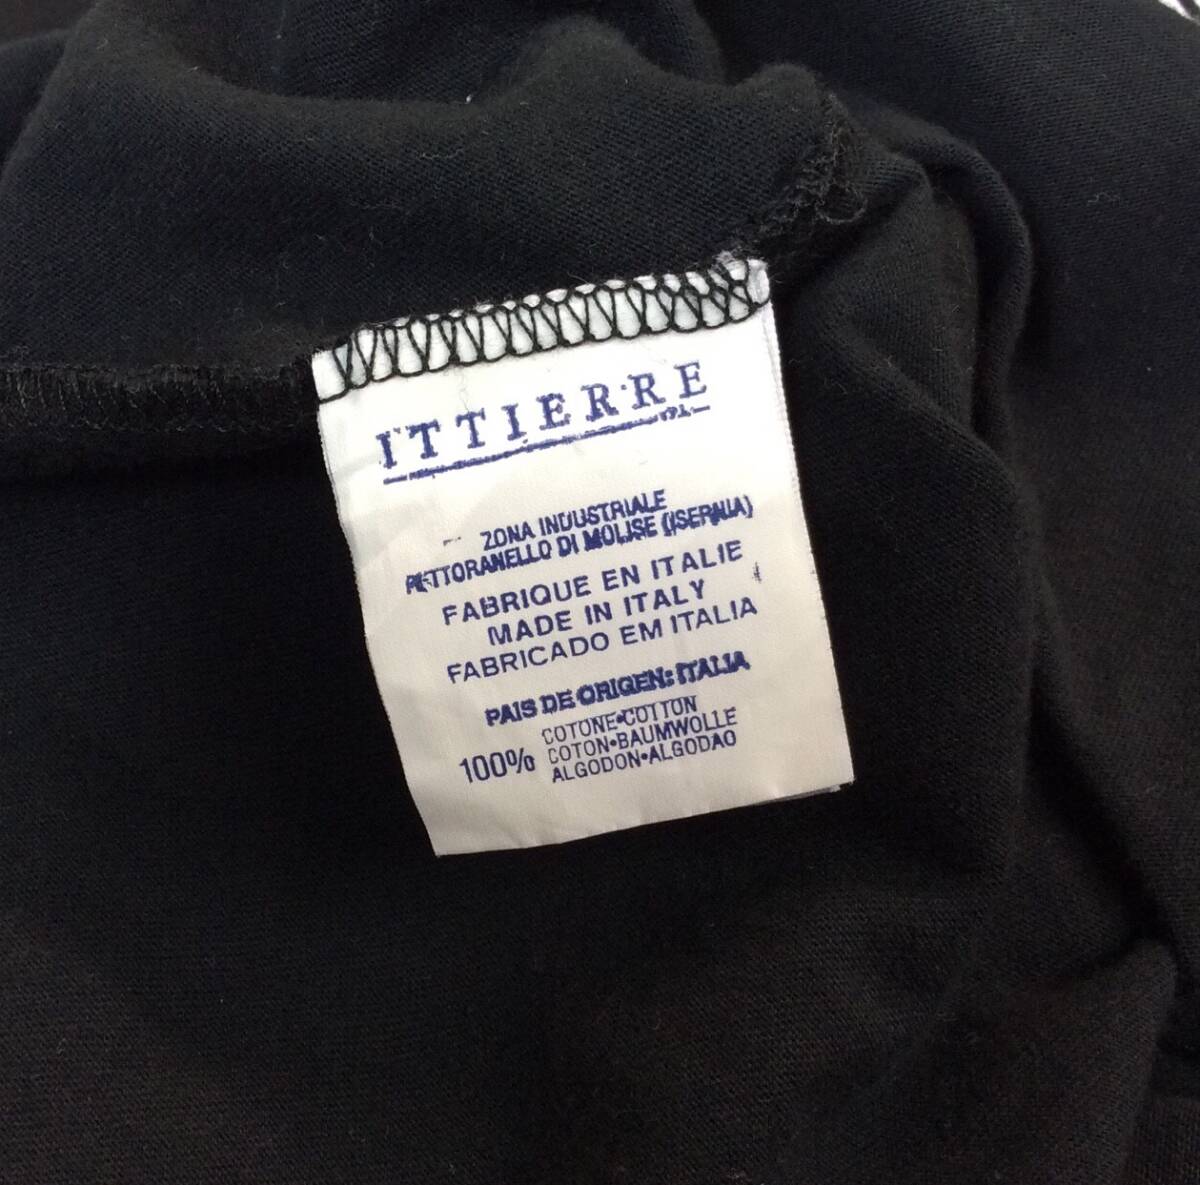 ITTIERRE
ZONA INDUSTRIALE
PETTORANELLO DI MOLISE (ISERNIA)
FABRIQUE EN ITALIE
MADE IN ITALY
FABRICADO EM ITALIA
PAIS DE ORIGEN: ITALIA
COTONE•COTTON
100% COTON•BAUMWOLLE
ALGODON•ALGODAO